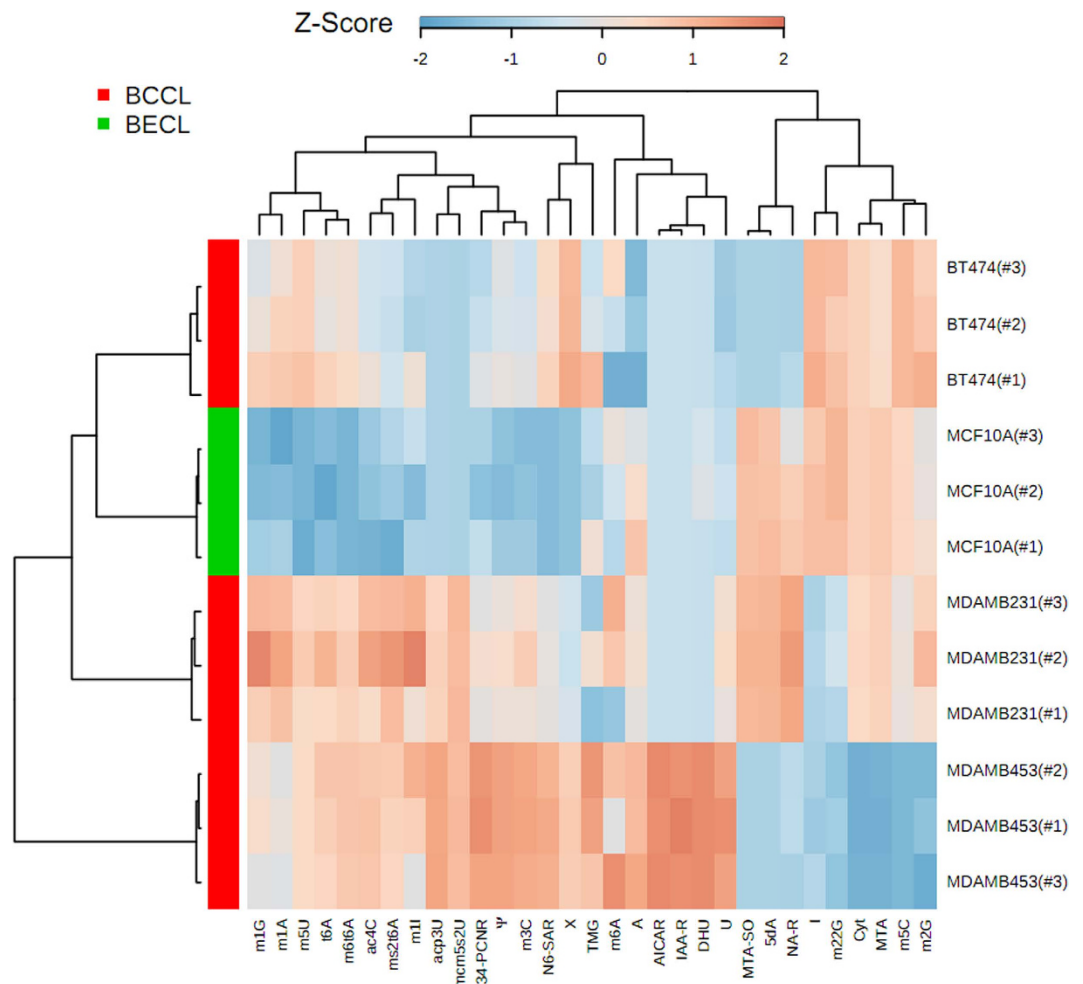 Z-Score
-2 -1 0 1 2
BCCL
BECL
BT474(#3)
BT474(#2)
BT474(#1)
MCF10A(#3)
MCF10A(#2)
MCF10A(#1)
MDAMB231(#3)
MDAMB231(#2)
MDAMB231(#1)
MDAMB453(#2)
MDAMB453(#1)
MDAMB453(#3)
m1G
m1A
m5U
t6A
m6t6A
ac4C
ms2t6A
m1I
acp3U
mcm5s2U
34-PCNR
Ψ
m3C
N6-SAR
X
TMG
m6A
A
AICAR
IAA-R
DHU
U
MTA-SO
5dA
NA-R
I
m22G
Cyt
MTA
m5C
m2G